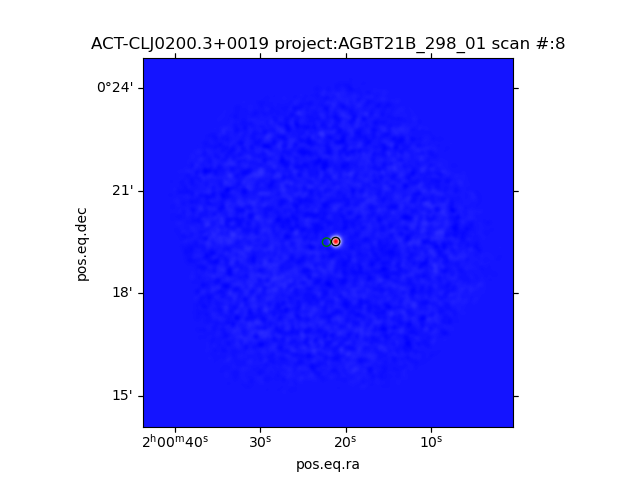 ACT-CLJ0200.3+0019 project:AGBT21B_298_01 scan #:8
0°24'
21'
18'
15'
pos.eq.dec
2ʰ00ᵐ40ˢ 30ˢ 20ˢ 10ˢ
pos.eq.ra